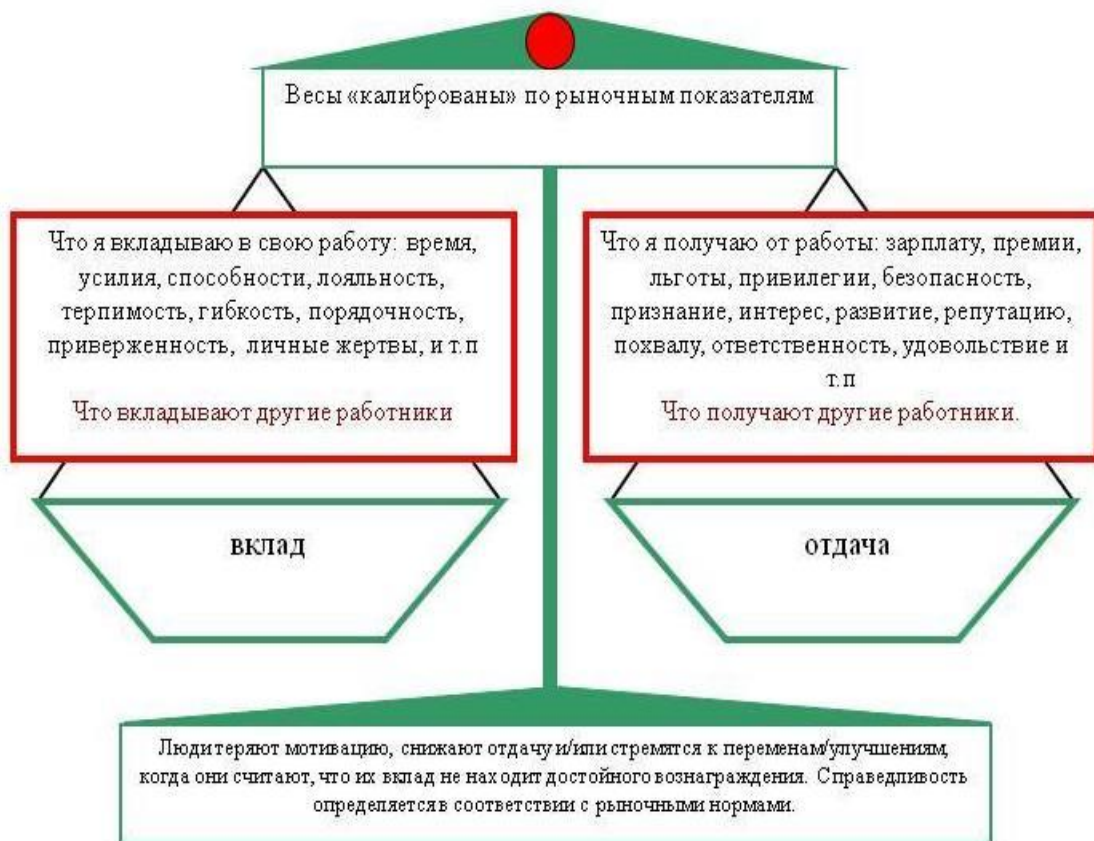 Весы «калиброваны» по рыночным показателям
Что я вкладываю в свою работу: время,
усилия, способности, лояльность,
терпимость, гибкость, порядочность,
приверженность, личные жертвы, и т.п
Что вкладывают другие работники
Что я получаю от работы: зарплату, премии,
льготы, привилегии, безопасность,
признание, интерес, развитие, репутацию,
похвалу, ответственность, удовольствие и
т.п
Что получают другие работники.
вклад
отдача
Люди теряют мотивацию, снижают отдачу и/или стремятся к переменам/улучшениям,
когда они считают, что их вклад не находит достойного вознаграждения. Справедливость
определяется в соответствии с рыночными нормами.